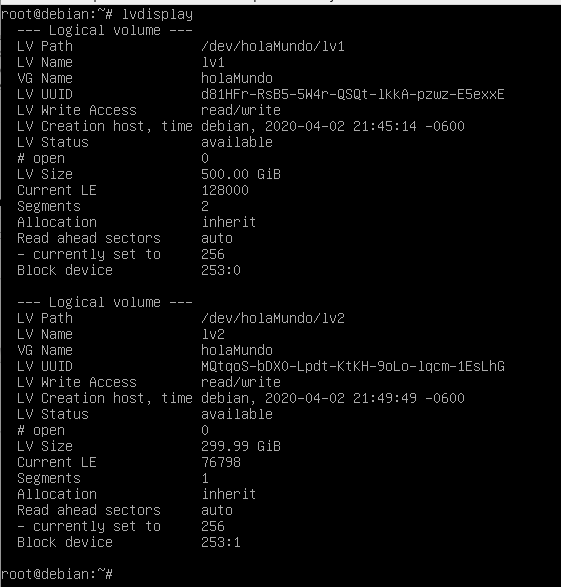 root@debian:~# lvdisplay
--- Logical volume ---
LV Path                /dev/holaMundo/lv1
LV Name                lv1
VG Name                holaMundo
LV UUID                d81HFr-RsB5-5W4r-QSQt-lkkA-pzwz-E5exxE
LV Write Access        read/write
LV Creation host, time debian, 2020-04-02 21:45:14 -0600
LV Status              available
# open                 0
LV Size                500.00 GiB
Current LE             128000
Segments               2
Allocation             inherit
Read ahead sectors     auto
- currently set to     256
Block device           253:0
--- Logical volume ---
LV Path                /dev/holaMundo/lv2
LV Name                lv2
VG Name                holaMundo
LV UUID                MQtqoS-bDX0-Lpdt-KtKH-9oLo-lqcm-1EsLhG
LV Write Access        read/write
LV Creation host, time debian, 2020-04-02 21:49:49 -0600
LV Status              available
# open                 0
LV Size                299.99 GiB
Current LE             76798
Segments               1
Allocation             inherit
Read ahead sectors     auto
- currently set to     256
Block device           253:1
root@debian:~#